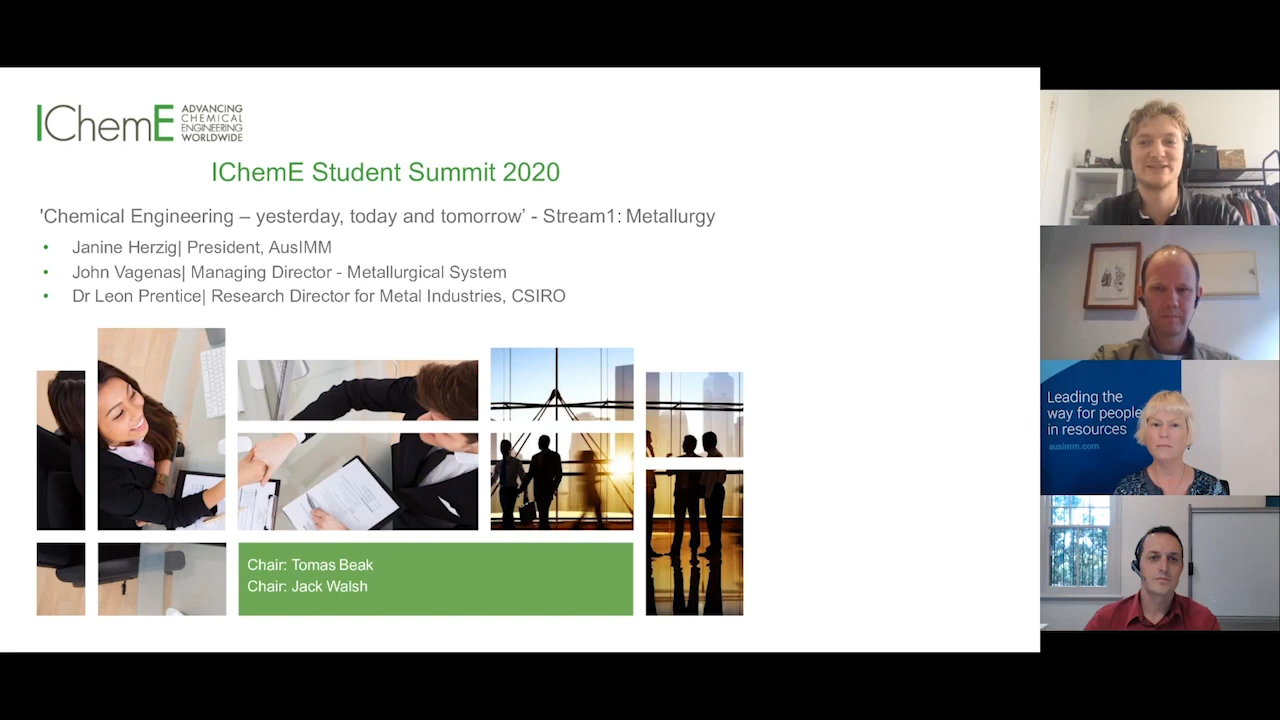 IChemE
ADVANCING
CHEMICAL
ENGINEERING
WORLDWIDE
IChemE Student Summit 2020
'Chemical Engineering – yesterday, today and tomorrow’ - Stream1: Metallurgy
• Janine Herzig| President, AusIMM
• John Vagenas| Managing Director - Metallurgical System
• Dr Leon Prentice| Research Director for Metal Industries, CSIRO
Chair: Tomas Beak
Chair: Jack Walsh
Leading the
way for people
in resources
ausimm.com